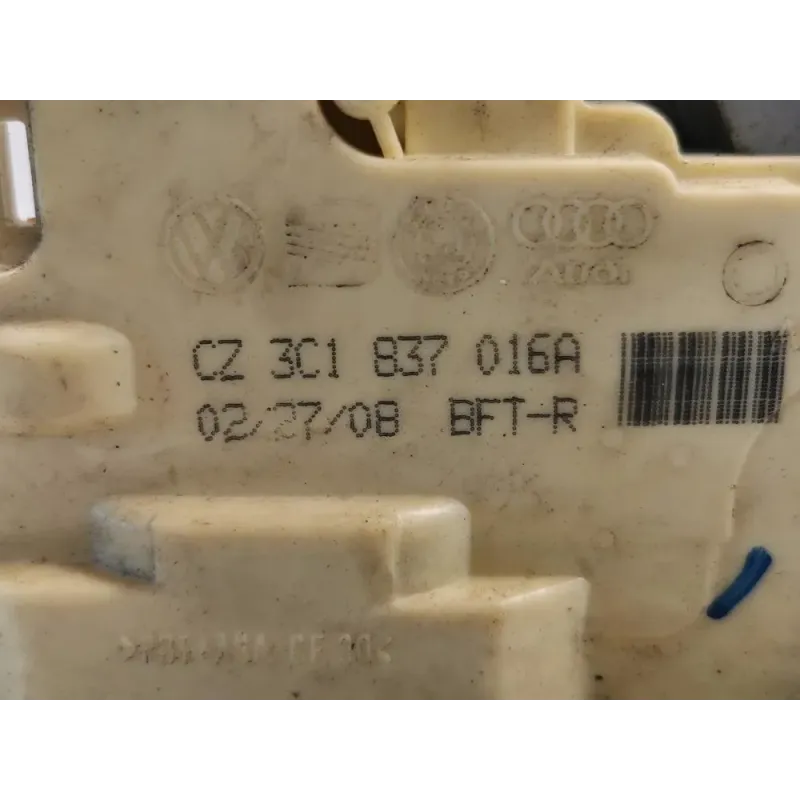 Audi
CZ 3C1 837 016A
02/27/08 BFT-R